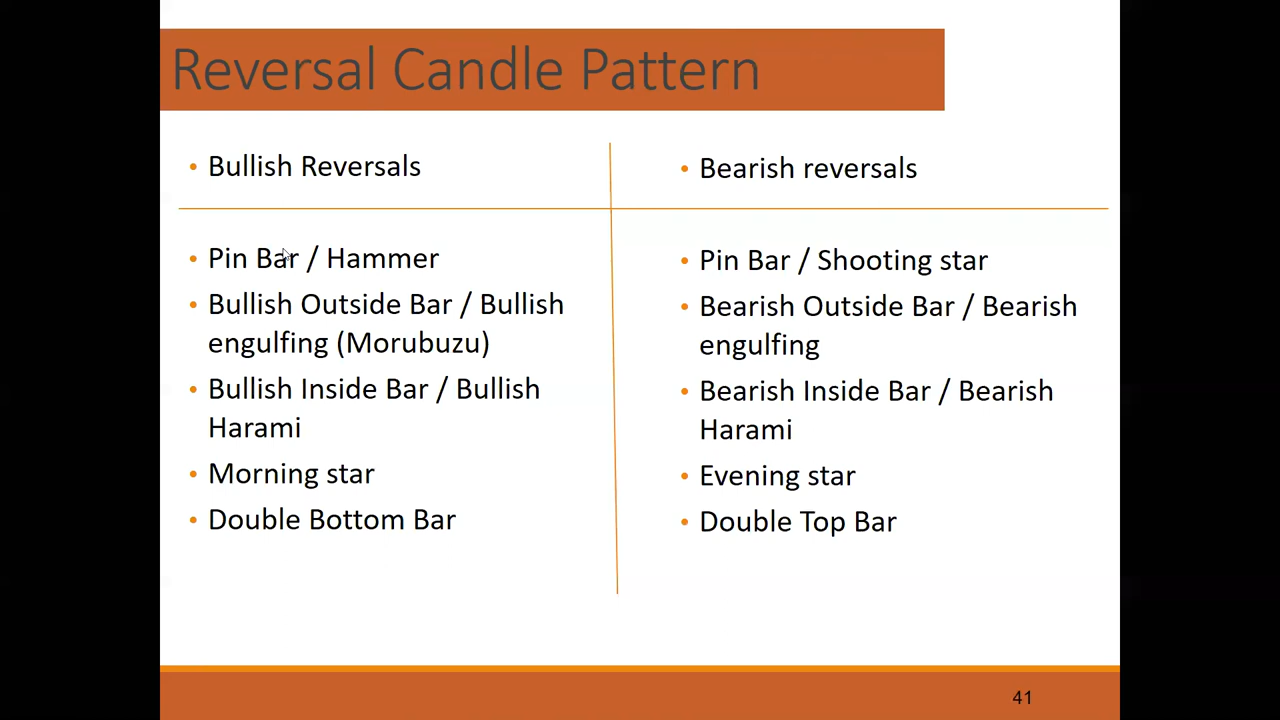 Reversal Candle Pattern
• Bullish Reversals
• Pin Bar / Hammer
• Bullish Outside Bar / Bullish
engulfing (Morubuzu)
• Bullish Inside Bar / Bullish
Harami
• Morning star
• Double Bottom Bar
• Bearish reversals
• Pin Bar / Shooting star
• Bearish Outside Bar / Bearish
engulfing
• Bearish Inside Bar / Bearish
Harami
• Evening star
• Double Top Bar
41